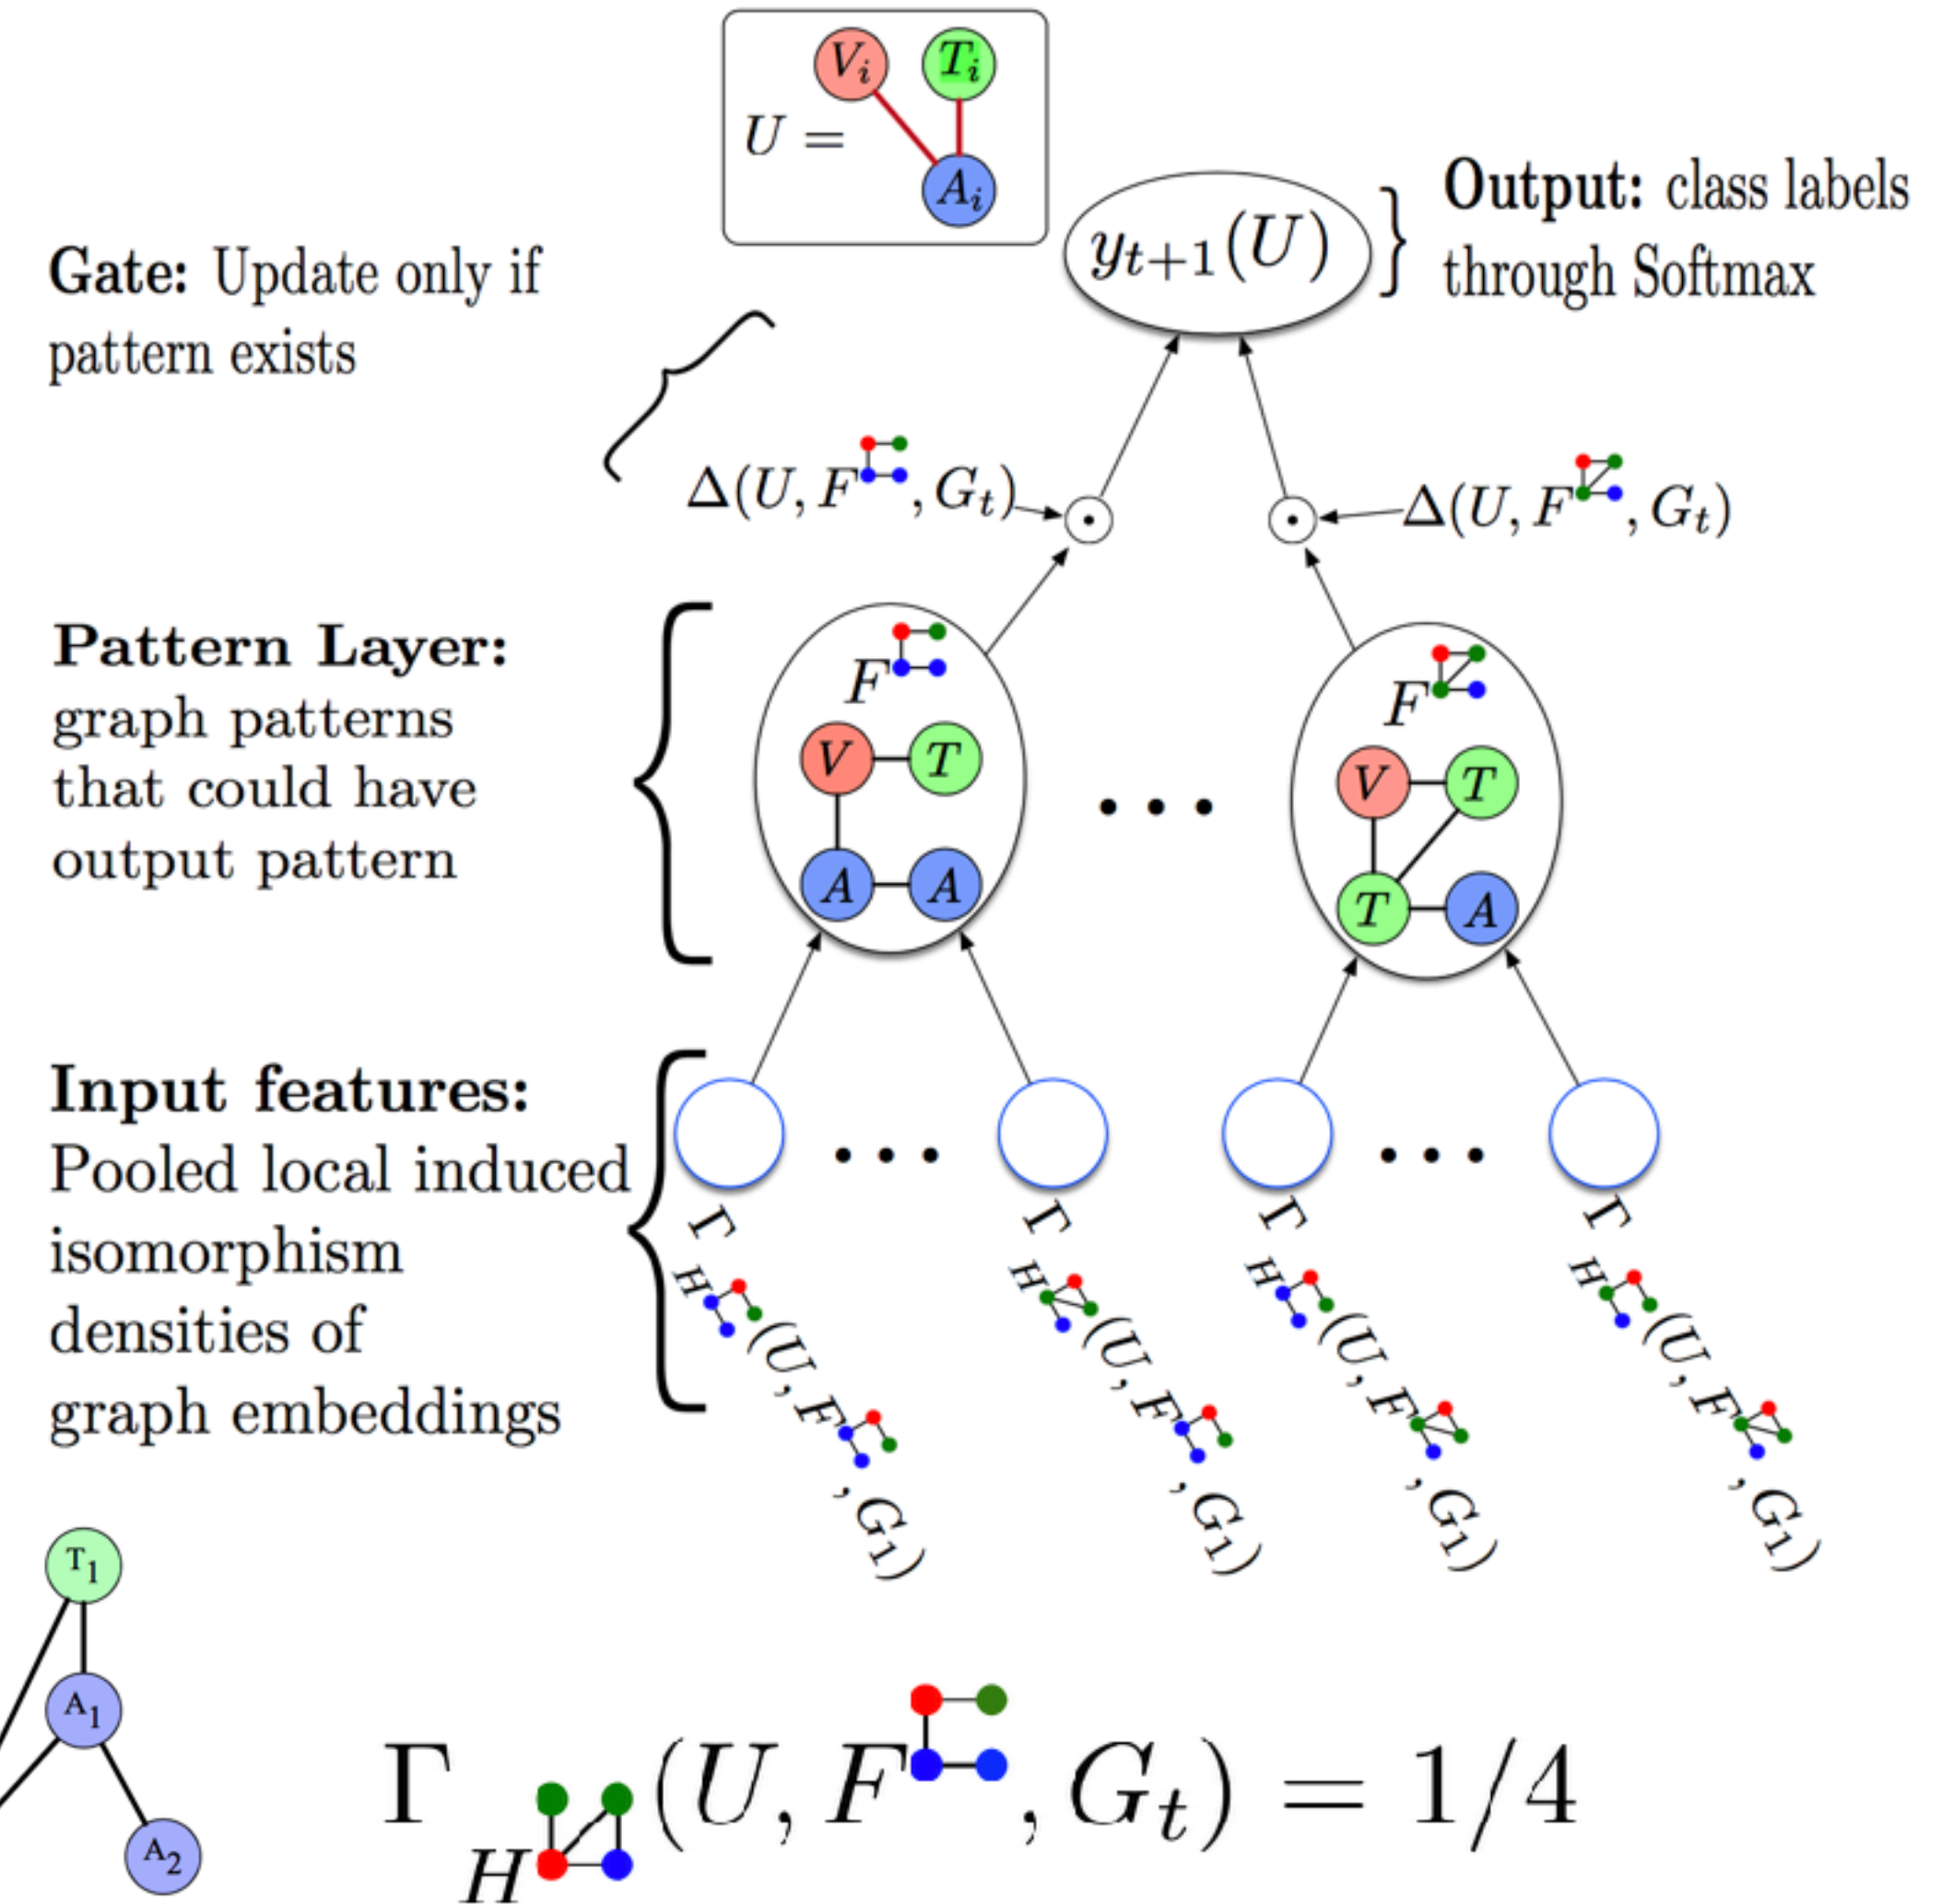 V_i T_i
U =
A_i
Output: class labels
through Softmax
y_{t+1}(U)
Gate: Update only if
pattern exists
Δ(U, F , G_t)
Δ(U, F , G_t)
Pattern Layer:
graph patterns
that could have
output pattern
F
V T
A A
. . .
F
V T
T A
Input features:
Pooled local induced
isomorphism
densities of
graph embeddings
. . .
. . .
Γ_H (U, F , G_1)
Γ_H (U, F , G_1)
Γ_H (U, F , G_1)
Γ_H (U, F , G_1)
T_1
A_1
A_2
Γ_H (U, F , G_t) = 1/4